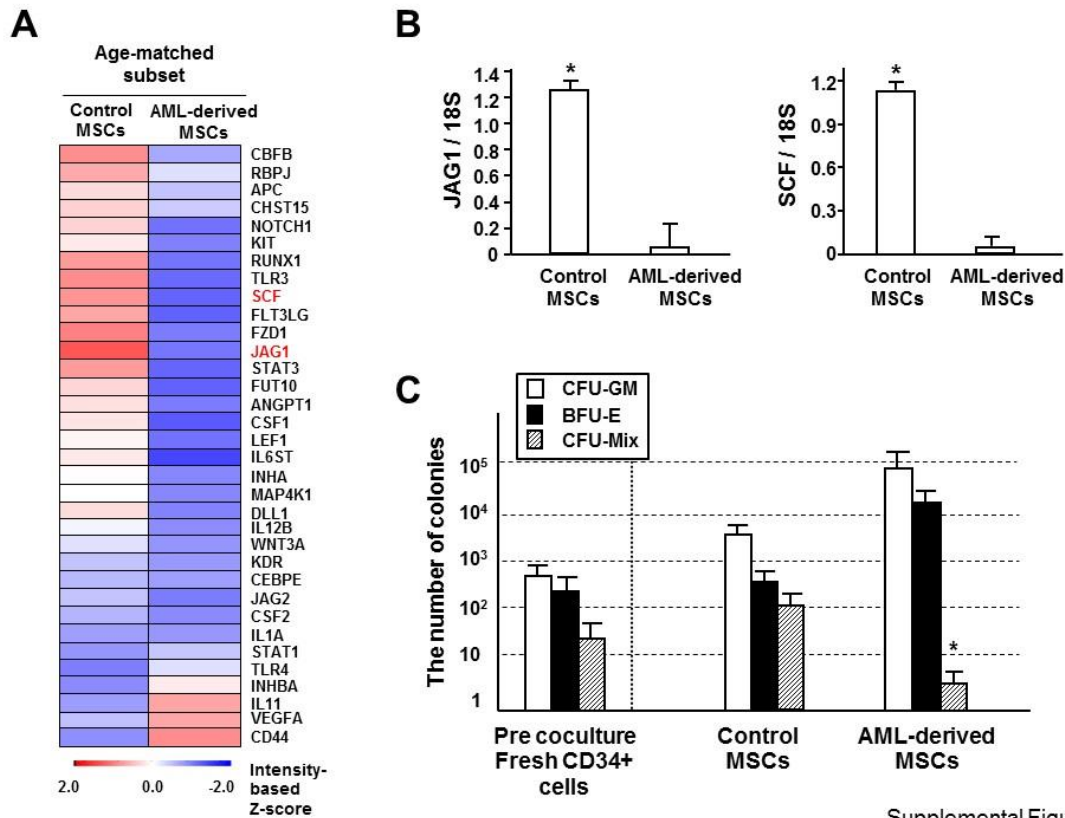 A
Age-matched
subset
Control
MSCs
AML-derived
MSCs
CBFB
RBPJ
APC
CHST15
NOTCH1
KIT
RUNX1
TLR3
SCF
FLT3LG
FZD1
JAG1
STAT3
FUT10
ANGPT1
CSF1
LEF1
IL6ST
INHA
MAP4K1
DLL1
IL12B
WNT3A
KDR
CEBPE
JAG2
CSF2
IL1A
STAT1
TLR4
INHBA
IL11
VEGFA
CD44
2.0 0.0 -2.0
Intensity-
based
Z-score
B
JAG1 / 18S
1.4
1.2
1.0
0.8
0.6
0.4
0.2
0
*
Control
MSCs
AML-derived
MSCs
SCF / 18S
1.2
0.9
0.6
0.3
0
*
Control
MSCs
AML-derived
MSCs
C
CFU-GM
BFU-E
CFU-Mix
The number of colonies
10⁵
10⁴
10³
10²
10
1
*
Pre coculture
Fresh CD34+
cells
Control
MSCs
AML-derived
MSCs
Supplemental